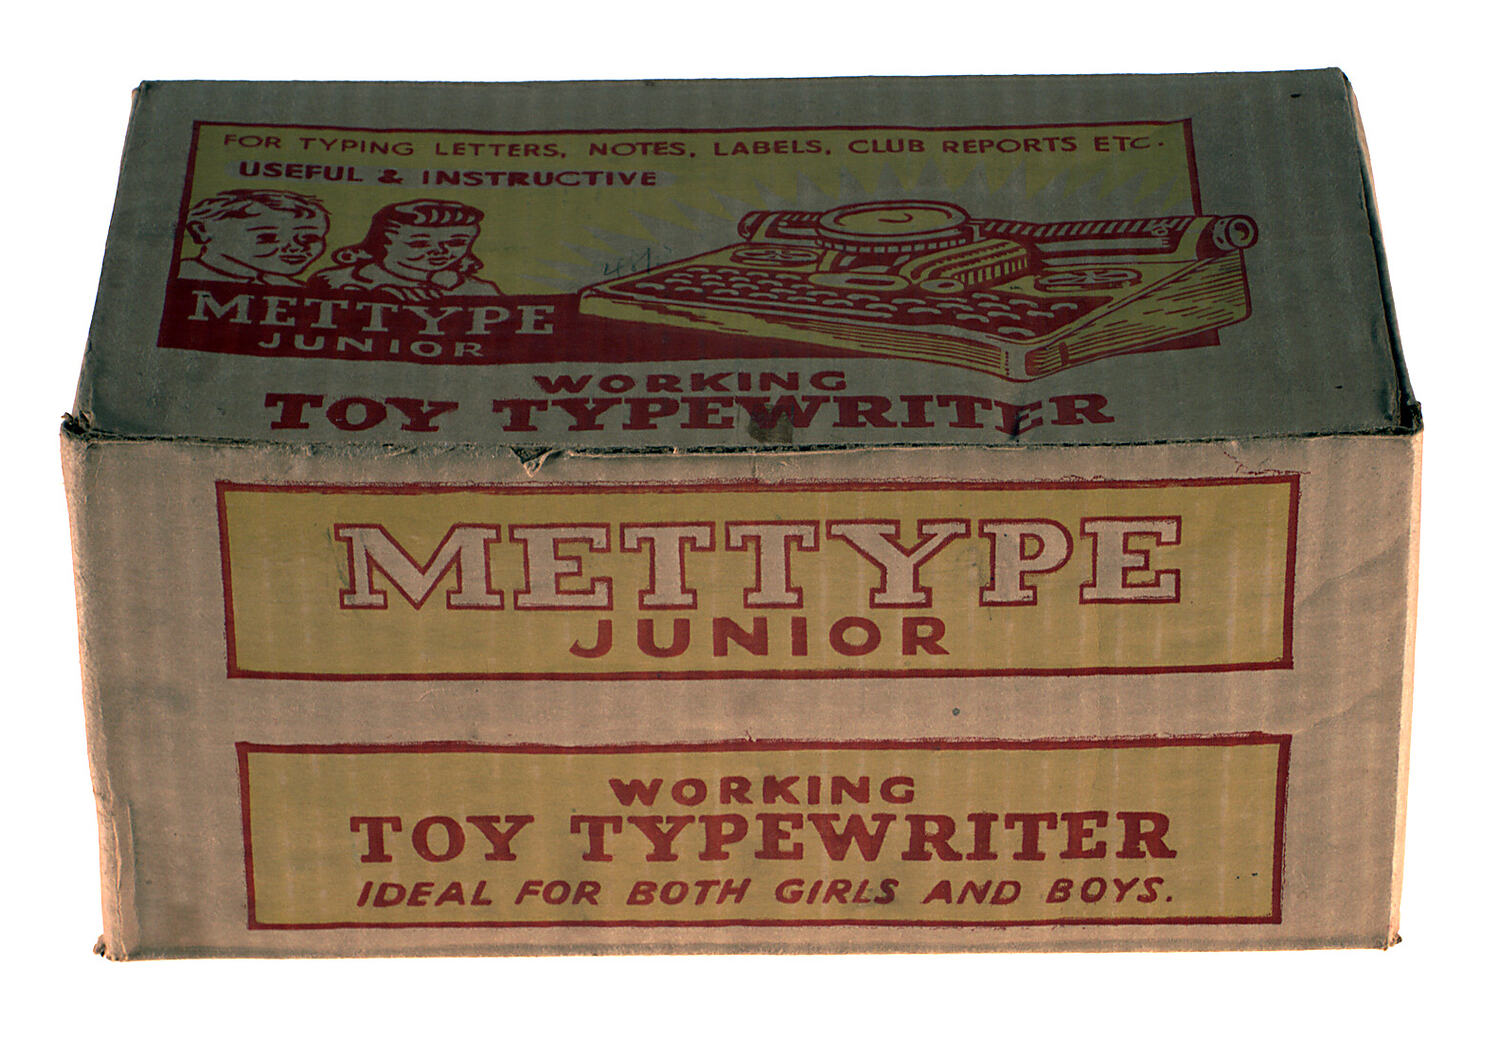 FOR TYPING LETTERS, NOTES, LABELS, CLUB REPORTS ETC.
USEFUL & INSTRUCTIVE
METTYPE
JUNIOR
WORKING
TOY TYPEWRITER
METTYPE
JUNIOR
WORKING
TOY TYPEWRITER
IDEAL FOR BOTH GIRLS AND BOYS.